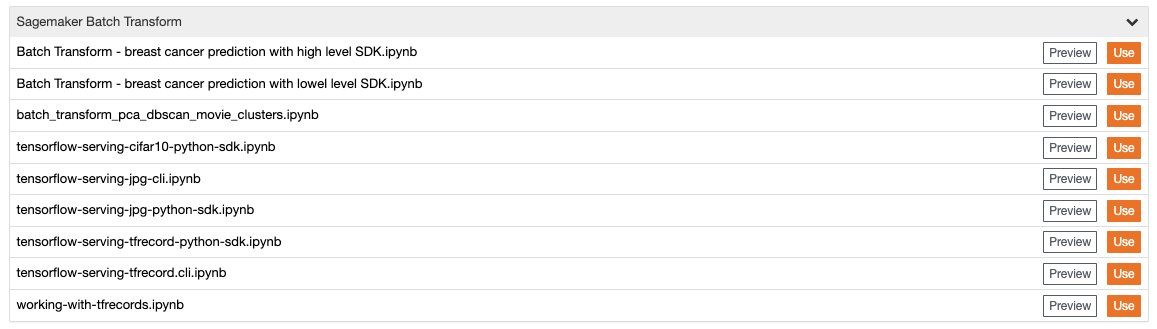 Sagemaker Batch Transform
Batch Transform - breast cancer prediction with high level SDK.ipynb Preview Use
Batch Transform - breast cancer prediction with lowel level SDK.ipynb Preview Use
batch_transform_pca_dbscan_movie_clusters.ipynb Preview Use
tensorflow-serving-cifar10-python-sdk.ipynb Preview Use
tensorflow-serving-jpg-cli.ipynb Preview Use
tensorflow-serving-jpg-python-sdk.ipynb Preview Use
tensorflow-serving-tfrecord-python-sdk.ipynb Preview Use
tensorflow-serving-tfrecord.cli.ipynb Preview Use
working-with-tfrecords.ipynb Preview Use